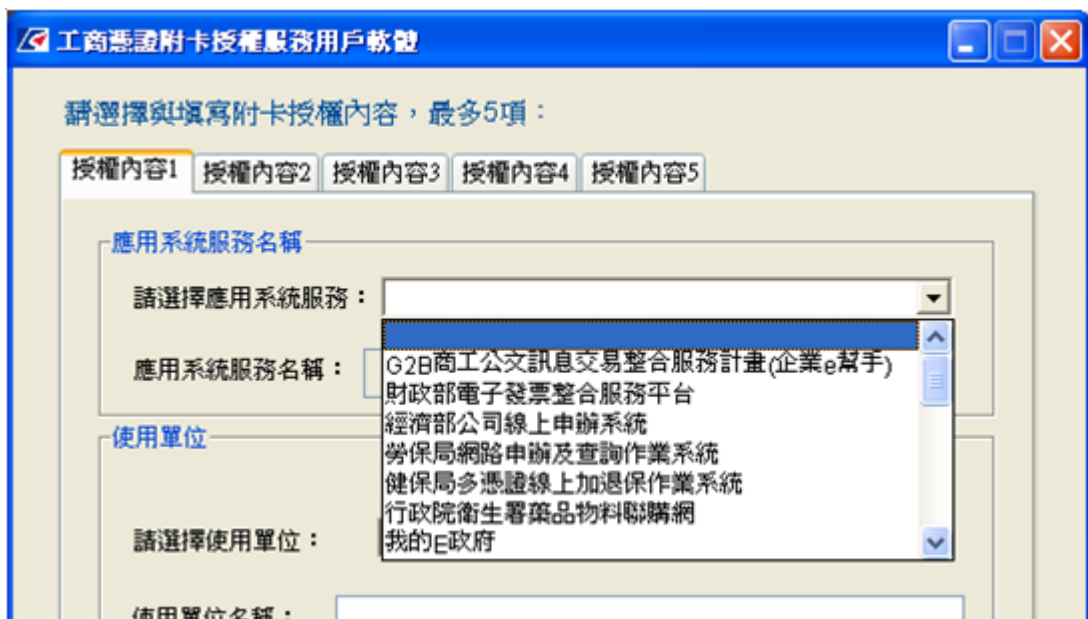 工商憑證附卡授權服務用戶軟體
請選擇與填寫附卡授權內容，最多5項：
授權內容1 授權內容2 授權內容3 授權內容4 授權內容5
應用系統服務名稱
請選擇應用系統服務：
應用系統服務名稱：
G2B商工公文訊息交易整合服務計畫(企業e幫手)
財政部電子發票整合服務平台
經濟部公司線上申辦系統
勞保局網路申辦及查詢作業系統
健保局多憑證線上加退保作業系統
行政院衛生署藥品物料聯購網
我的E政府
使用單位
請選擇使用單位：
使用單位名稱：